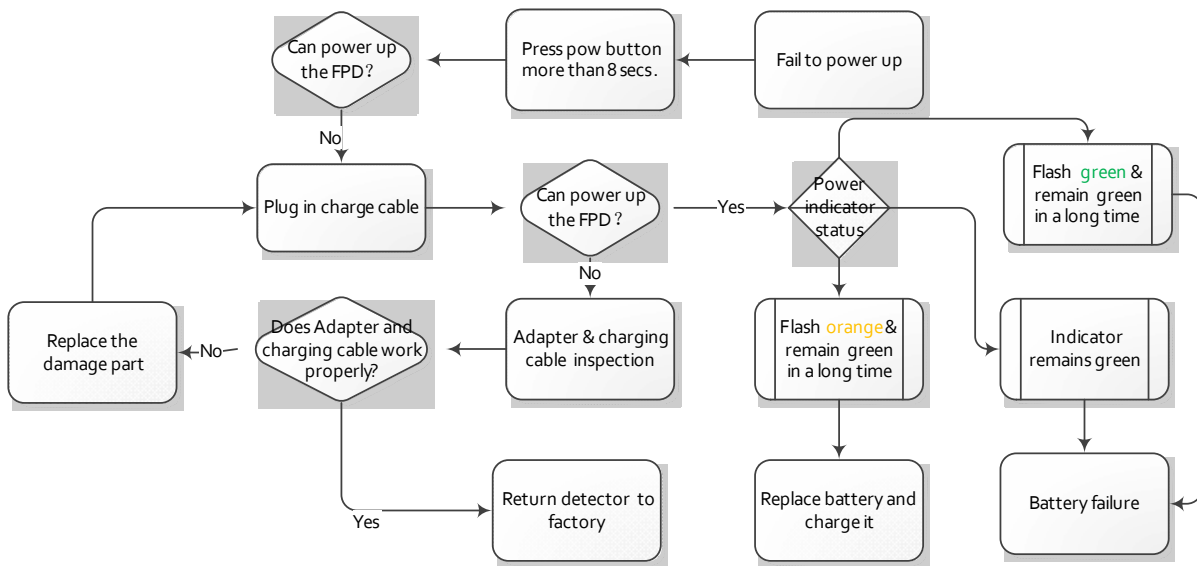 Can power up
the FPD？
Press pow button
more than 8 secs.
Fail to power up
No
Plug in charge cable
Can power up
the FPD？
Yes
Power
indicator
status
Flash green &
remain green
in a long time
No
Replace the
damage part
No
Does Adapter and
charging cable work
properly?
Adapter & charging
cable inspection
Flash orange &
remain green
in a long time
Indicator
remains green
Yes
Return detector to
factory
Replace battery and
charge it
Battery failure